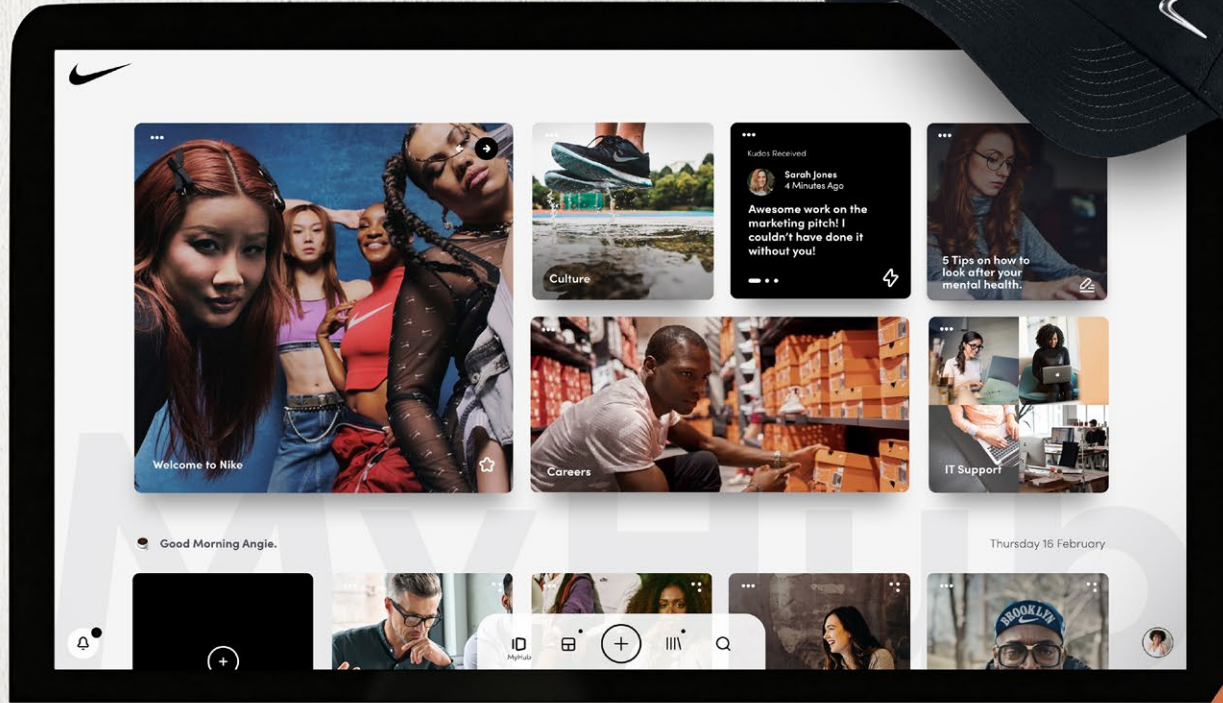 Culture
Kudos Received
Sarah Jones
4 Minutes Ago
Awesome work on the
marketing pitch! I
couldn't have done it
without you!
5 Tips on how to
look after your
mental health.
Welcome to Nike
Careers
IT Support
MyHub
Good Morning Angie.
Thursday 16 February
BROOKLYN
MyHub